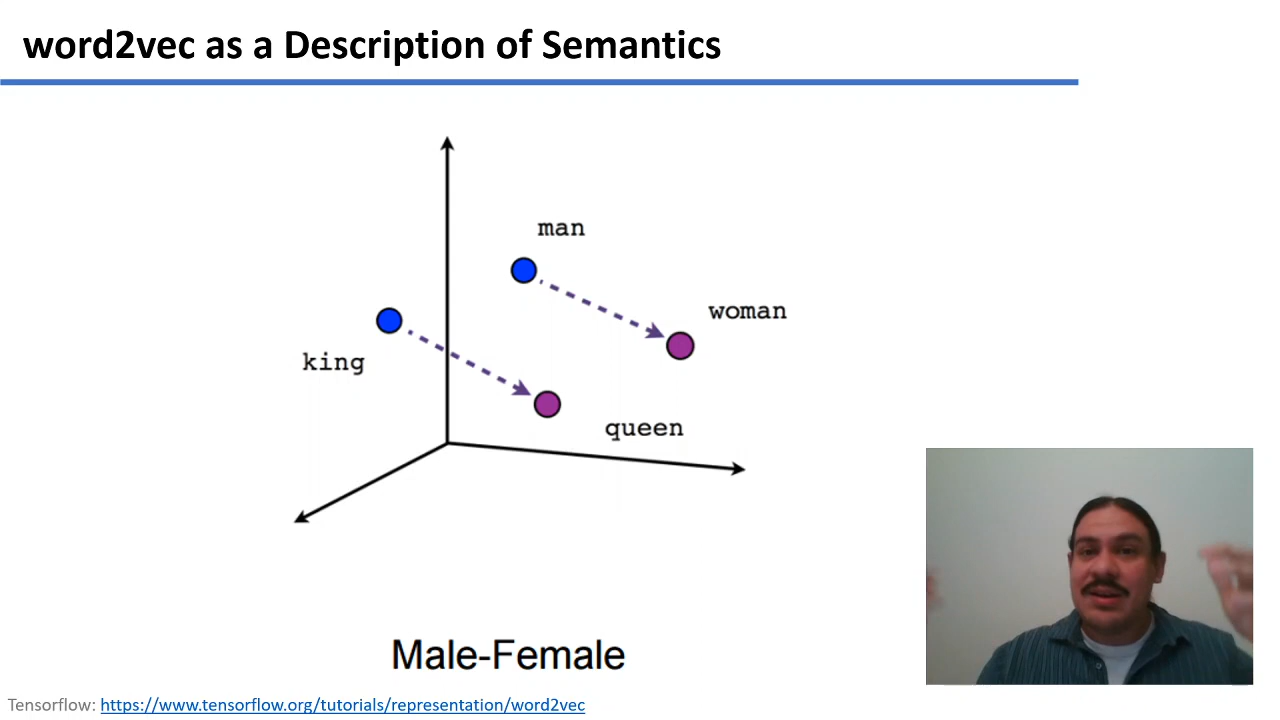 word2vec as a Description of Semantics
man
woman
king
queen
Male-Female
Tensorflow: https://www.tensorflow.org/tutorials/representation/word2vec